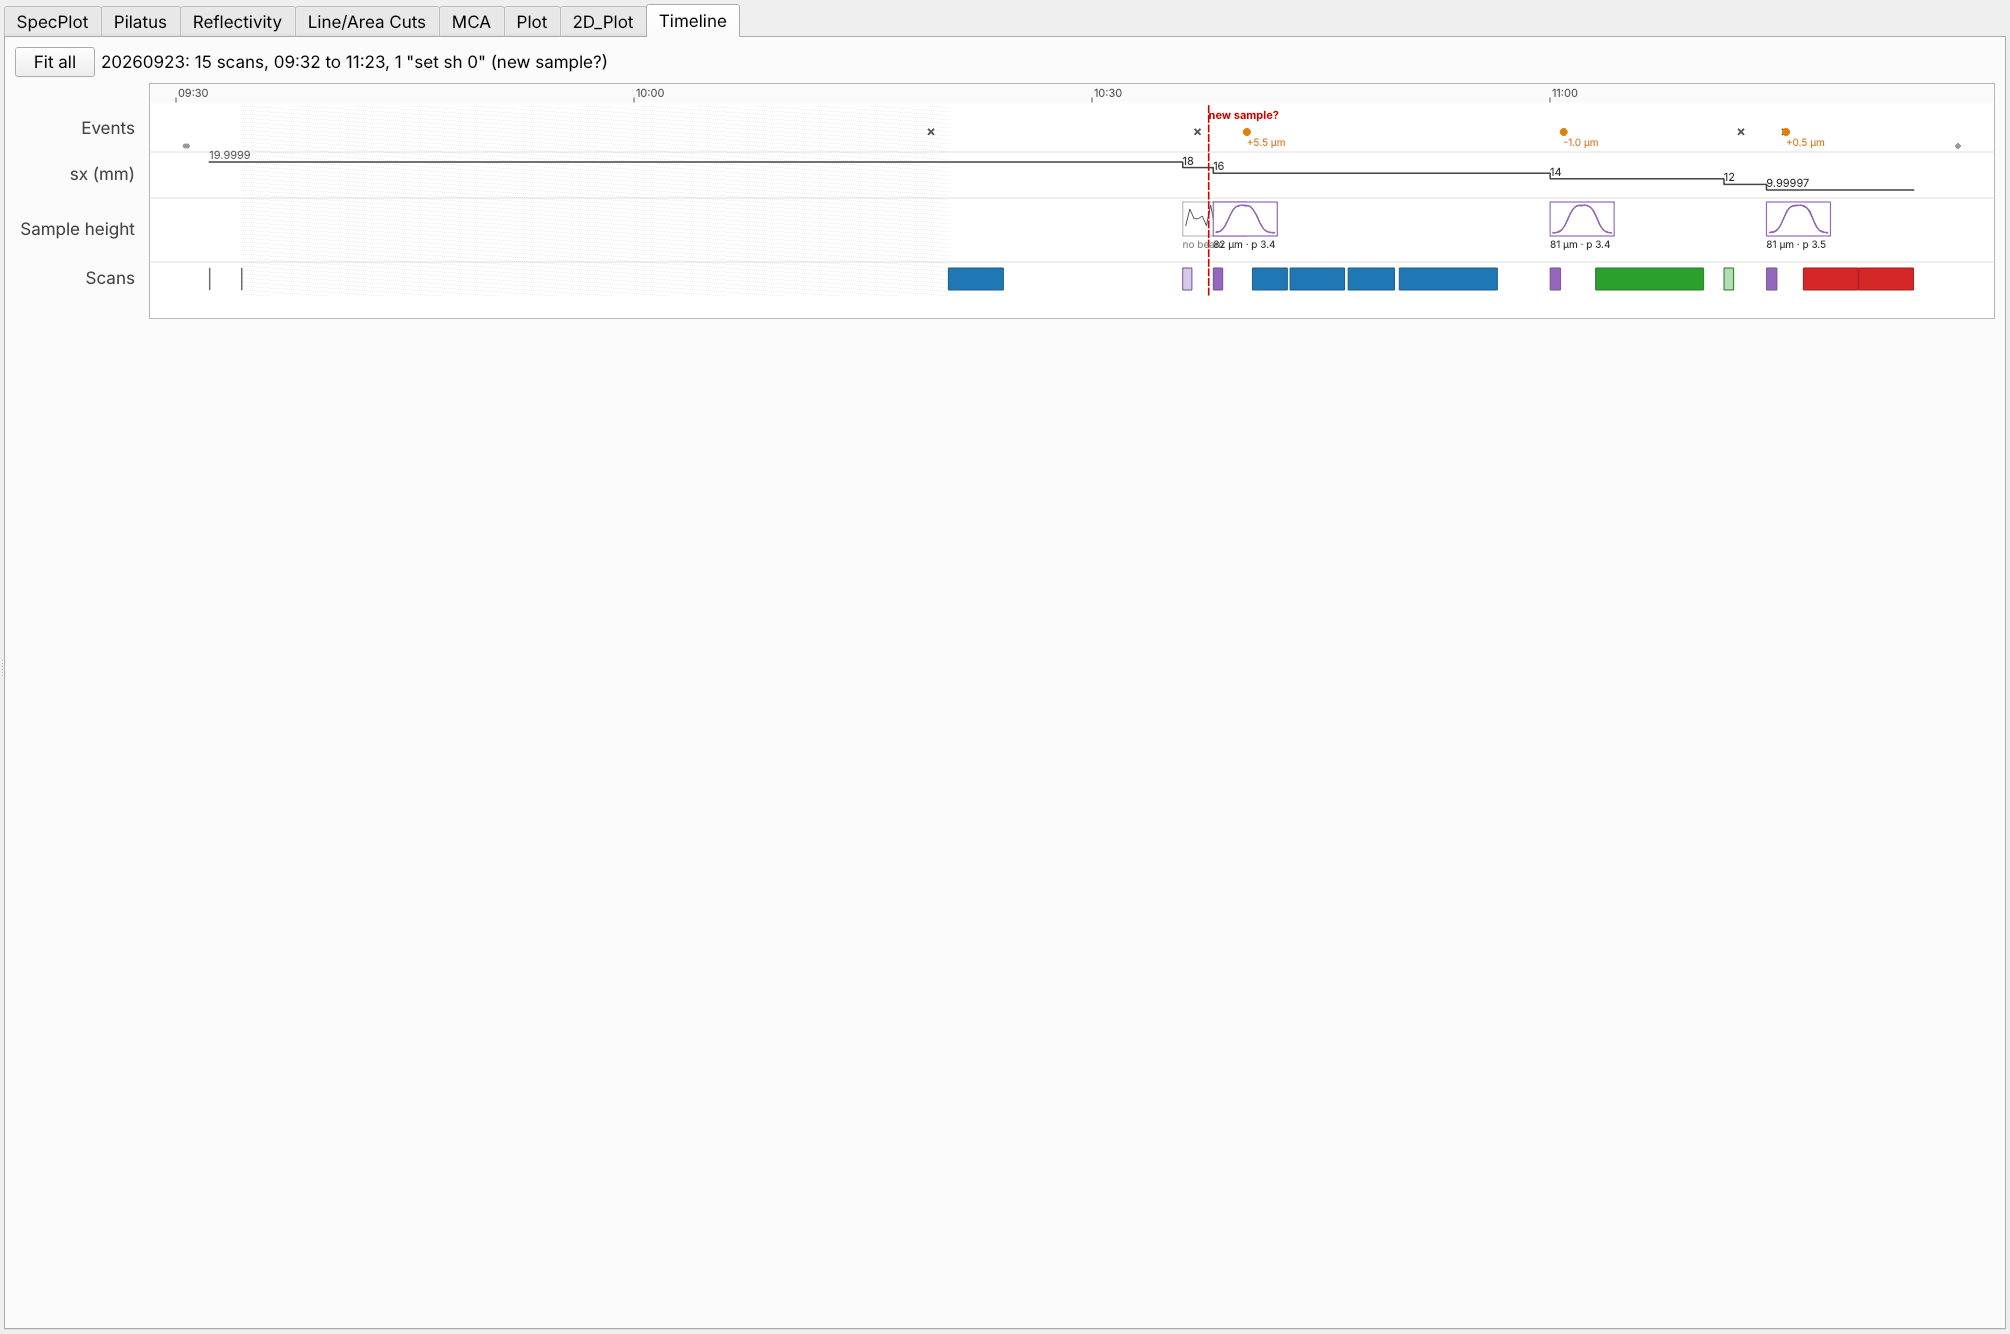 SpecPlot Pilatus Reflectivity Line/Area Cuts MCA Plot 2D_Plot Timeline
Fit all 20260923: 15 scans, 09:32 to 11:23, 1 "set sh 0" (new sample?)
09:30 10:00 10:30 11:00
new sample?
Events
+5.5 µm -1.0 µm +0.5 µm
19.9999 18 16 14 12 9.99997
sx (mm)
Sample height
no be 82 µm · p 3.4 81 µm · p 3.4 81 µm · p 3.5
Scans